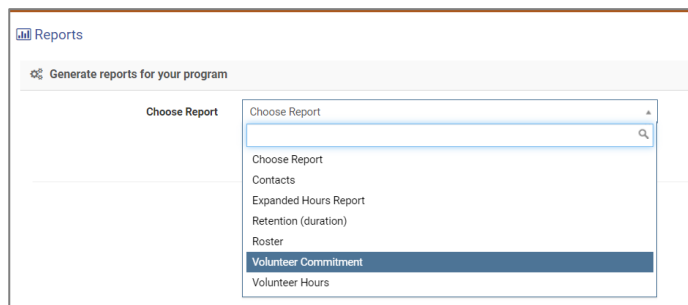 Reports
Generate reports for your program
Choose Report Choose Report
Choose Report
Contacts
Expanded Hours Report
Retention (duration)
Roster
Volunteer Commitment
Volunteer Hours